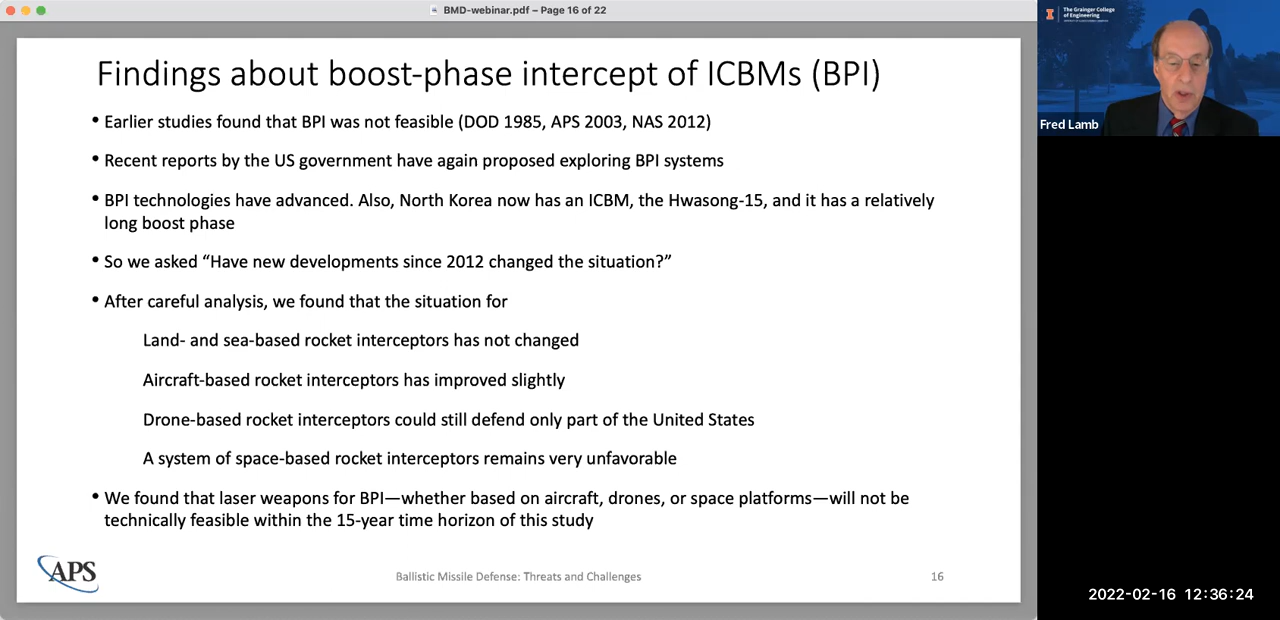 BMD-webinar.pdf – Page 16 of 22
Findings about boost-phase intercept of ICBMs (BPI)
• Earlier studies found that BPI was not feasible (DOD 1985, APS 2003, NAS 2012)
• Recent reports by the US government have again proposed exploring BPI systems
• BPI technologies have advanced. Also, North Korea now has an ICBM, the Hwasong-15, and it has a relatively
long boost phase
• So we asked “Have new developments since 2012 changed the situation?”
• After careful analysis, we found that the situation for
Land- and sea-based rocket interceptors has not changed
Aircraft-based rocket interceptors has improved slightly
Drone-based rocket interceptors could still defend only part of the United States
A system of space-based rocket interceptors remains very unfavorable
• We found that laser weapons for BPI—whether based on aircraft, drones, or space platforms—will not be
technically feasible within the 15-year time horizon of this study
APS
Ballistic Missile Defense: Threats and Challenges
16
The Grainger College
of Engineering
Fred Lamb
2022-02-16 12:36:24